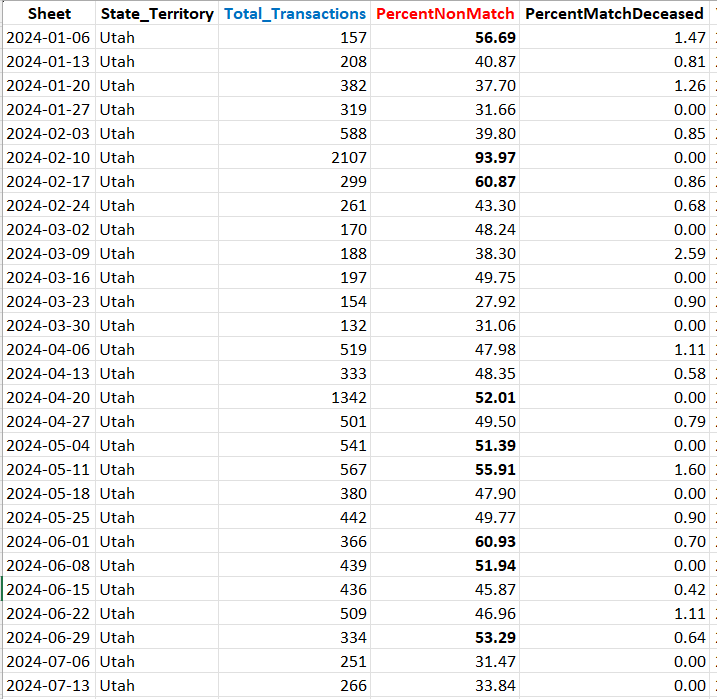 Sheet State_Territory Total_Transactions PercentNonMatch PercentMatchDeceased
2024-01-06 Utah 157 56.69 1.47
2024-01-13 Utah 208 40.87 0.81
2024-01-20 Utah 382 37.70 1.26
2024-01-27 Utah 319 31.66 0.00
2024-02-03 Utah 588 39.80 0.85
2024-02-10 Utah 2107 93.97 0.00
2024-02-17 Utah 299 60.87 0.86
2024-02-24 Utah 261 43.30 0.68
2024-03-02 Utah 170 48.24 0.00
2024-03-09 Utah 188 38.30 2.59
2024-03-16 Utah 197 49.75 0.00
2024-03-23 Utah 154 27.92 0.90
2024-03-30 Utah 132 31.06 0.00
2024-04-06 Utah 519 47.98 1.11
2024-04-13 Utah 333 48.35 0.58
2024-04-20 Utah 1342 52.01 0.00
2024-04-27 Utah 501 49.50 0.79
2024-05-04 Utah 541 51.39 0.00
2024-05-11 Utah 567 55.91 1.60
2024-05-18 Utah 380 47.90 0.00
2024-05-25 Utah 442 49.77 0.90
2024-06-01 Utah 366 60.93 0.70
2024-06-08 Utah 439 51.94 0.00
2024-06-15 Utah 436 45.87 0.42
2024-06-22 Utah 509 46.96 1.11
2024-06-29 Utah 334 53.29 0.64
2024-07-06 Utah 251 31.47 0.00
2024-07-13 Utah 266 33.84 0.00